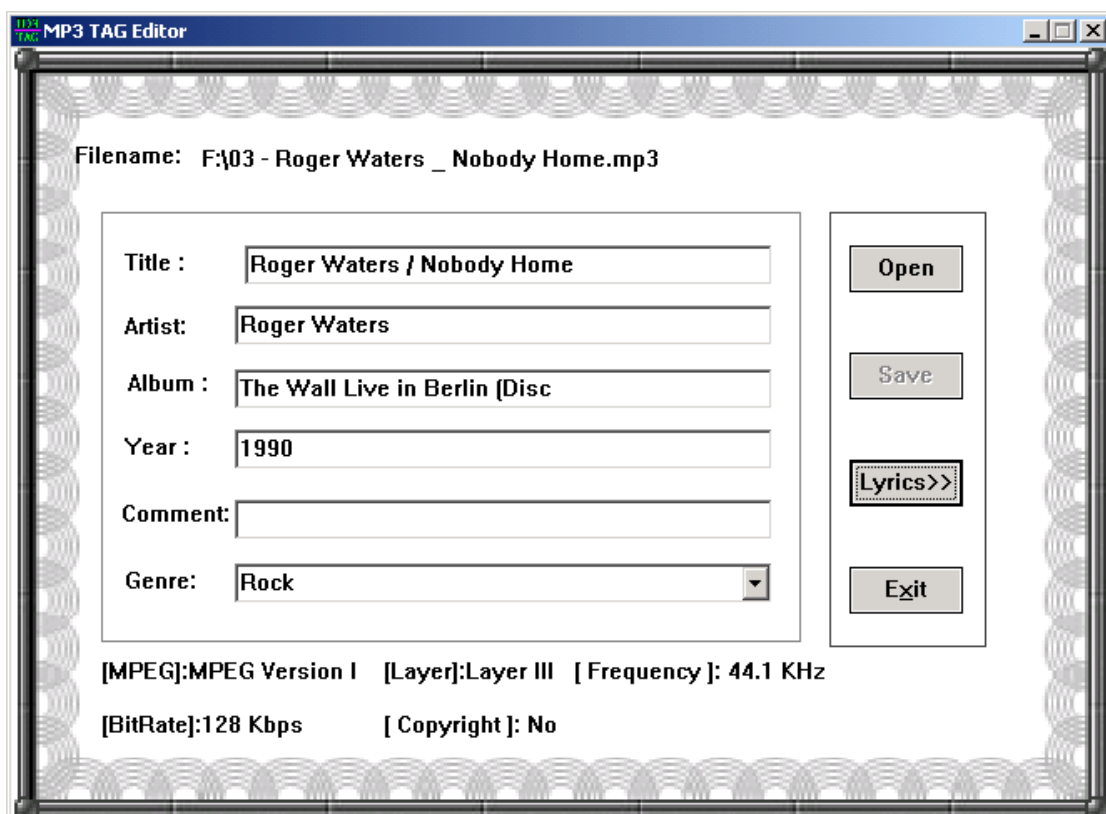 MP3 TAG Editor
Filename: F:\03 - Roger Waters _ Nobody Home.mp3
Title : Roger Waters / Nobody Home
Open
Artist: Roger Waters
Album : The Wall Live in Berlin (Disc
Save
Year : 1990
Lyrics>>
Comment:
Genre: Rock
Exit
[MPEG]:MPEG Version I [Layer]:Layer III [ Frequency ]: 44.1 KHz
[BitRate]:128 Kbps [ Copyright ]: No